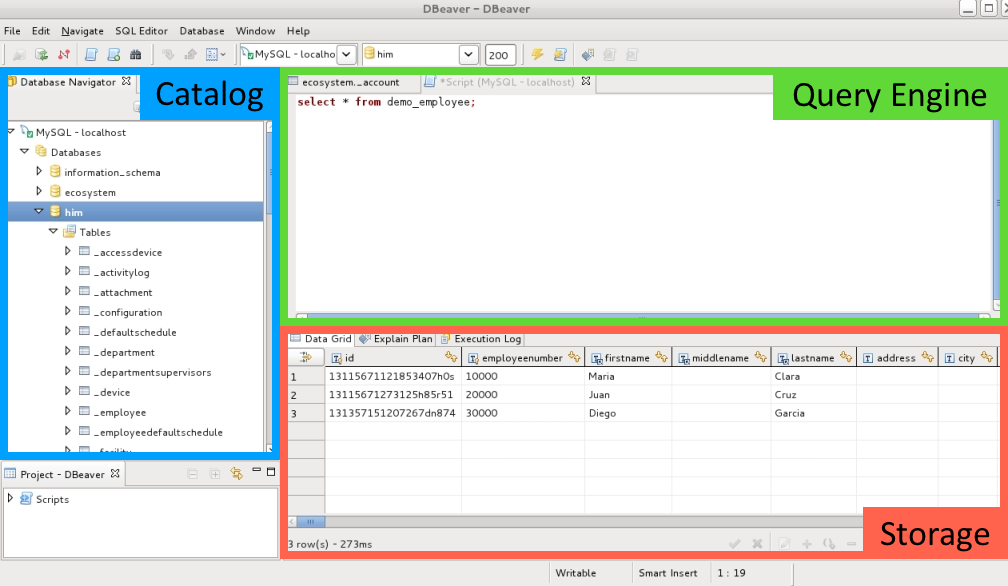 DBeaver - DBeaver
File Edit Navigate SQL Editor Database Window Help
MySQL - localho
him
200
Database Navigator
Catalog
MySQL - localhost
Databases
information_schema
ecosystem
him
Tables
_accessdevice
_activitylog
_attachment
_configuration
_defaultschedule
_department
_departmentsupervisors
_device
_employee
_employeedefaultschedule
_facility
Project - DBeaver
Scripts
ecosystem._account
*Script (MySQL - localhost)
Query Engine
select * from demo_employee;
Data Grid Explain Plan Execution Log
id employeenumber firstname middlename lastname address city
1 13115671121853407h0s 10000 Maria Clara
2 13115671273125h85r51 20000 Juan Cruz
3 131357151207267dn874 30000 Diego Garcia
3 row(s) - 273ms
Storage
Writable Smart Insert 1 : 19